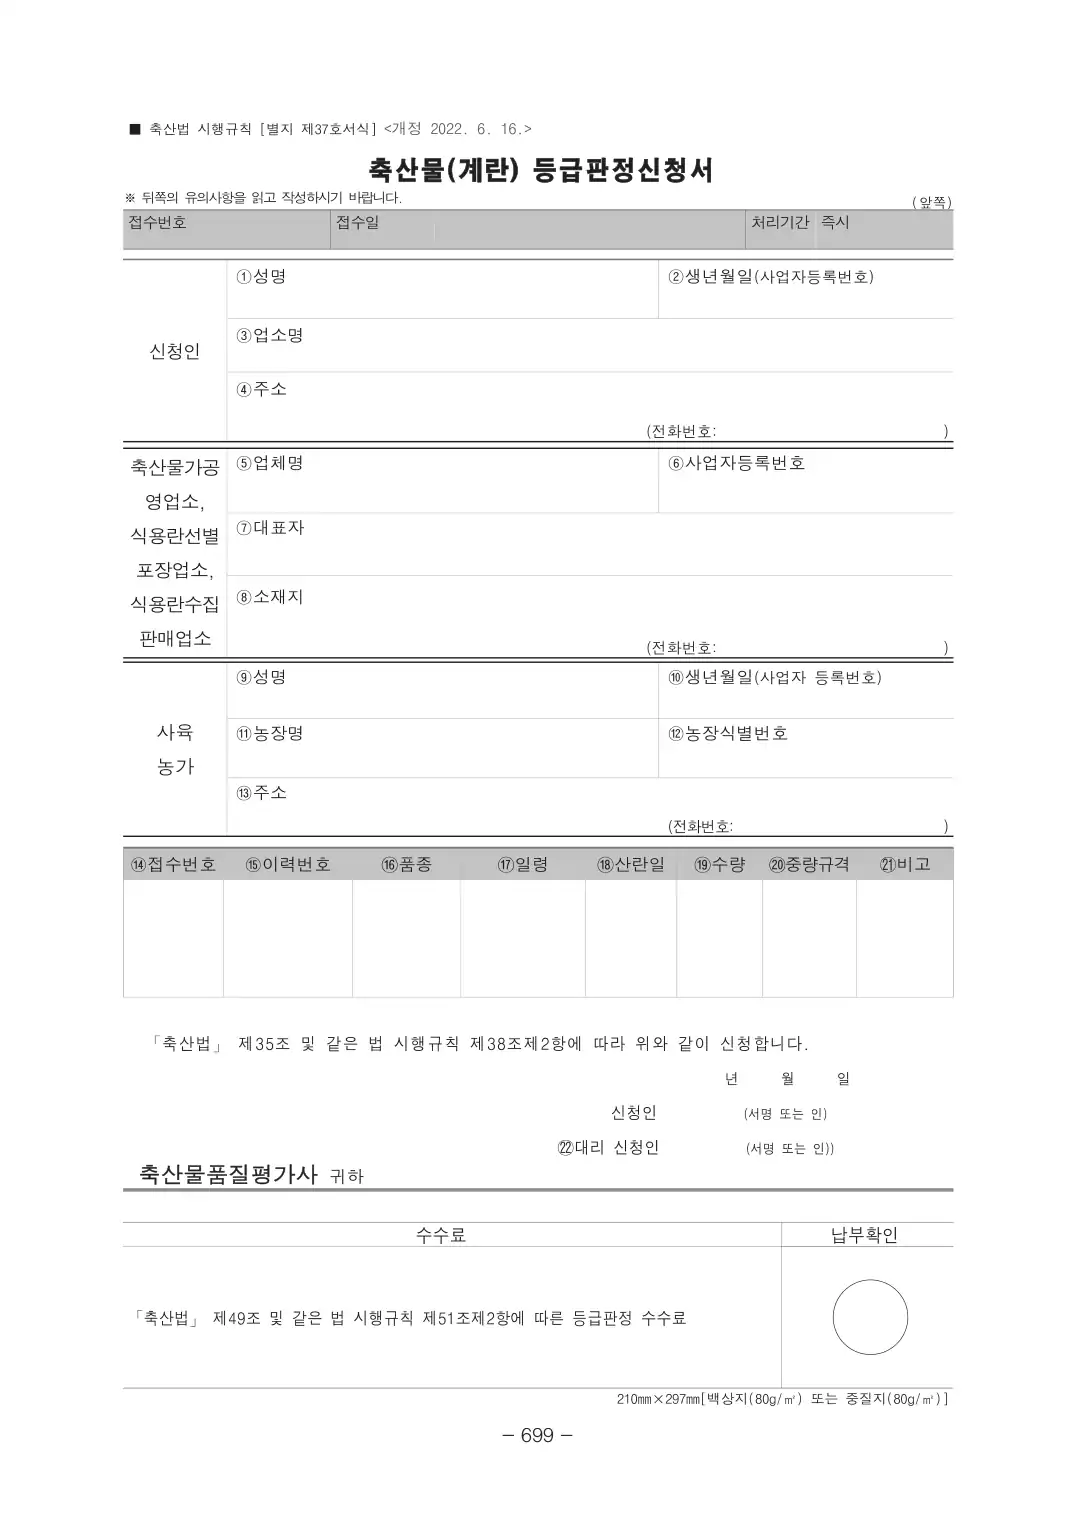 ■ 축산법 시행규칙 [별지 제37호서식] <개정 2022. 6. 16.>
축산물(계란) 등급판정신청서
※ 뒤쪽의 유의사항을 읽고 작성하시기 바랍니다.
(앞쪽)
접수번호 접수일 처리기간 즉시
신청인
①성명 ②생년월일(사업자등록번호)
③업소명
④주소
(전화번호: )
축산물가공
영업소,
식용란선별
포장업소,
식용란수집
판매업소
⑤업체명 ⑥사업자등록번호
⑦대표자
⑧소재지
(전화번호: )
사육
농가
⑨성명 ⑩생년월일(사업자 등록번호)
⑪농장명 ⑫농장식별번호
⑬주소
(전화번호: )
⑭접수번호 ⑮이력번호 ⑯품종 ⑰일령 ⑱산란일 ⑲수량 ⑳중량규격 ㉑비고
「축산법」 제35조 및 같은 법 시행규칙 제38조제2항에 따라 위와 같이 신청합니다.
년 월 일
신청인 (서명 또는 인)
㉒대리 신청인 (서명 또는 인))
축산물품질평가사 귀하
수수료 납부확인
「축산법」 제49조 및 같은 법 시행규칙 제51조제2항에 따른 등급판정 수수료
210㎜×297㎜[백상지(80g/㎡) 또는 중질지(80g/㎡)]
- 699 -